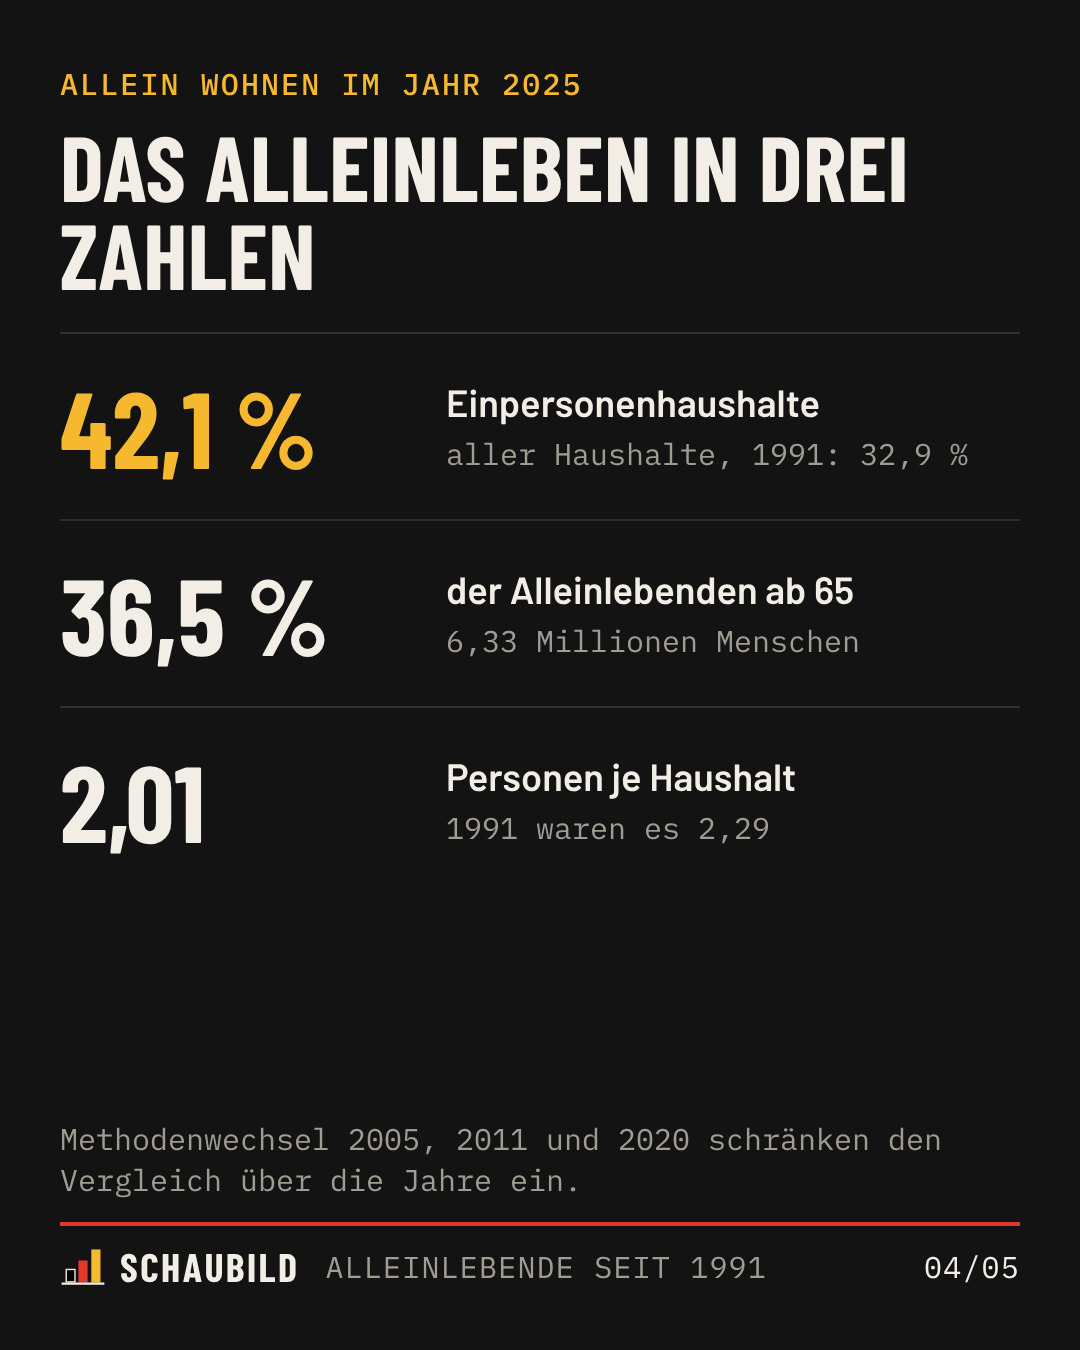 ALLEIN WOHNEN IM JAHR 2025
DAS ALLEINLEBEN IN DREI
ZAHLEN
42,1 %
Einpersonenhaushalte
aller Haushalte, 1991: 32,9 %
36,5 %
der Alleinlebenden ab 65
6,33 Millionen Menschen
2,01
Personen je Haushalt
1991 waren es 2,29
Methodenwechsel 2005, 2011 und 2020 schränken den
Vergleich über die Jahre ein.
SCHAUBILD ALLEINLEBENDE SEIT 1991 04/05